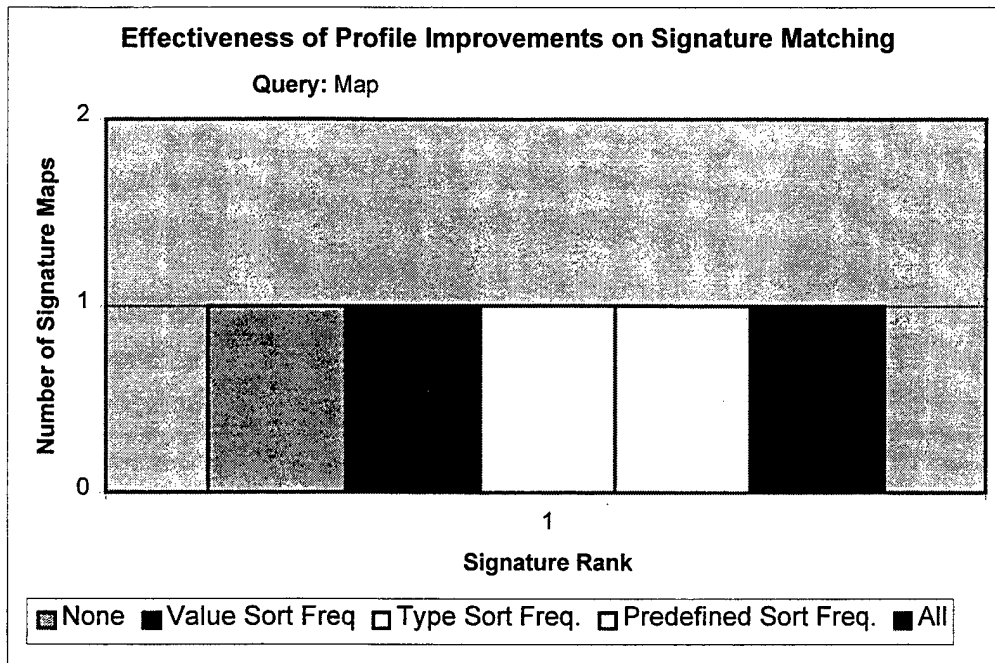 Effectiveness of Profile Improvements on Signature Matching
Query: Map
2
1
0
Number of Signature Maps
1
Signature Rank
None Value Sort Freq Type Sort Freq. Predefined Sort Freq. All